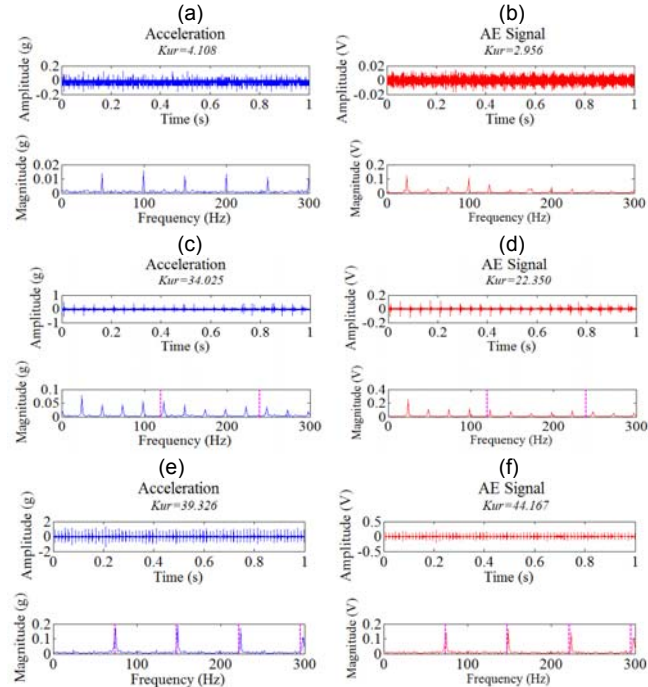 (a)
Acceleration
Kur=4.108
Amplitude (g)
0.2
0
-0.2
0 0.2 0.4 0.6 0.8 1
Time (s)
Magnitude (g)
0.02
0.01
0
0 100 200 300
Frequency (Hz)
(b)
AE Signal
Kur=2.956
Amplitude (V)
0.02
0
-0.02
0 0.2 0.4 0.6 0.8 1
Time (s)
Magnitude (V)
0.2
0.1
0
0 100 200 300
Frequency (Hz)
(c)
Acceleration
Kur=34.025
Amplitude (g)
1
0
-1
0 0.2 0.4 0.6 0.8 1
Time (s)
Magnitude (g)
0.1
0.05
0
0 100 200 300
Frequency (Hz)
(d)
AE Signal
Kur=22.350
Amplitude (V)
0.2
0
-0.2
0 0.2 0.4 0.6 0.8 1
Time (s)
Magnitude (V)
0.4
0.2
0
0 100 200 300
Frequency (Hz)
(e)
Acceleration
Kur=39.326
Amplitude (g)
2
0
-2
0 0.2 0.4 0.6 0.8 1
Time (s)
Magnitude (g)
0.2
0.1
0
0 100 200 300
Frequency (Hz)
(f)
AE Signal
Kur=44.167
Amplitude (V)
0.5
0
-0.5
0 0.2 0.4 0.6 0.8 1
Time (s)
Magnitude (V)
0.2
0.1
0
0 100 200 300
Frequency (Hz)